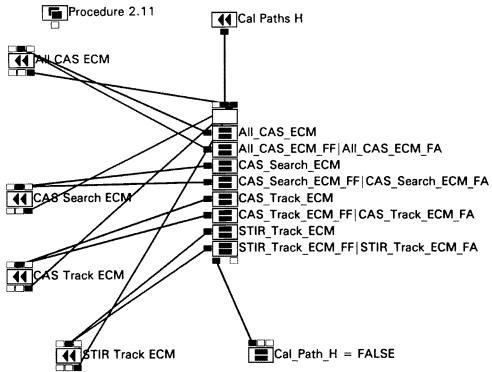 Procedure 2.11
Cal Paths H
All CAS ECM
All_CAS_ECM
All_CAS_ECM_FF|All_CAS_ECM_FA
CAS_Search_ECM
CAS_Search_ECM_FF|CAS_Search_ECM_FA
CAS Search ECM
CAS_Track_ECM
CAS_Track_ECM_FF|CAS_Track_ECM_FA
STIR_Track_ECM
STIR_Track_ECM_FF|STIR_Track_ECM_FA
CAS Track ECM
STIR Track ECM
Cal_Path_H = FALSE